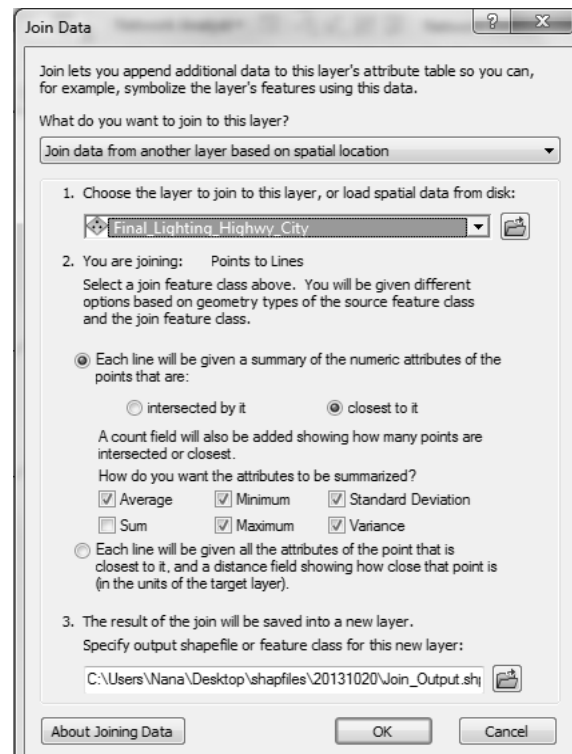 Join Data
Join lets you append additional data to this layer's attribute table so you can,
for example, symbolize the layer's features using this data.
What do you want to join to this layer?
Join data from another layer based on spatial location
1. Choose the layer to join to this layer, or load spatial data from disk:
Final_Lighting_Highwy_City
2. You are joining: Points to Lines
Select a join feature class above. You will be given different
options based on geometry types of the source feature class
and the join feature class.
Each line will be given a summary of the numeric attributes of the
points that are:
intersected by it closest to it
A count field will also be added showing how many points are
intersected or closest.
How do you want the attributes to be summarized?
Average Minimum Standard Deviation
Sum Maximum Variance
Each line will be given all the attributes of the point that is
closest to it, and a distance field showing how close that point is
(in the units of the target layer).
3. The result of the join will be saved into a new layer.
Specify output shapefile or feature class for this new layer:
C:\Users\Nana\Desktop\shapfiles\20131020\Join_Output.shp
About Joining Data OK Cancel